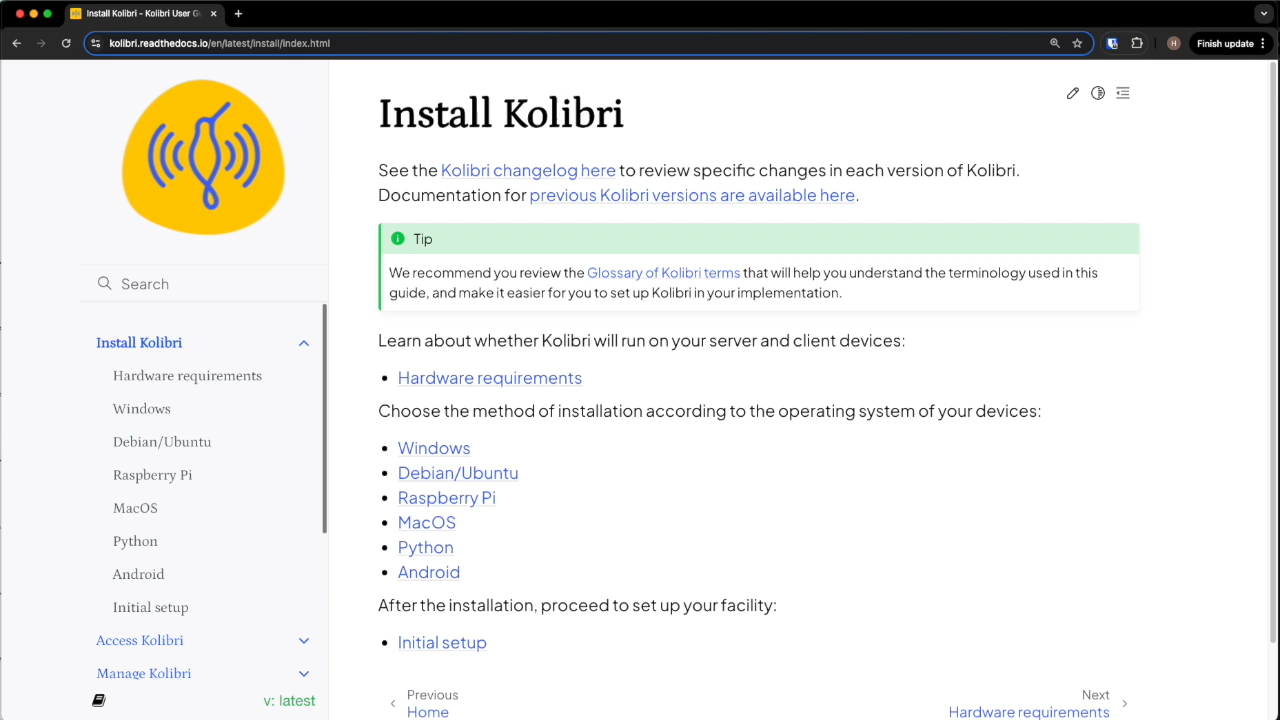 Install Kolibri - Kolibri User G
kolibri.readthedocs.io/en/latest/install/index.html
H
Finish update
Search
Install Kolibri
Hardware requirements
Windows
Debian/Ubuntu
Raspberry Pi
MacOS
Python
Android
Initial setup
Access Kolibri
Manage Kolibri
v: latest
Install Kolibri
See the Kolibri changelog here to review specific changes in each version of Kolibri.
Documentation for previous Kolibri versions are available here.
Tip
We recommend you review the Glossary of Kolibri terms that will help you understand the terminology used in this
guide, and make it easier for you to set up Kolibri in your implementation.
Learn about whether Kolibri will run on your server and client devices:
Hardware requirements
Choose the method of installation according to the operating system of your devices:
Windows
Debian/Ubuntu
Raspberry Pi
MacOS
Python
Android
After the installation, proceed to set up your facility:
Initial setup
Previous
Home
Next
Hardware requirements